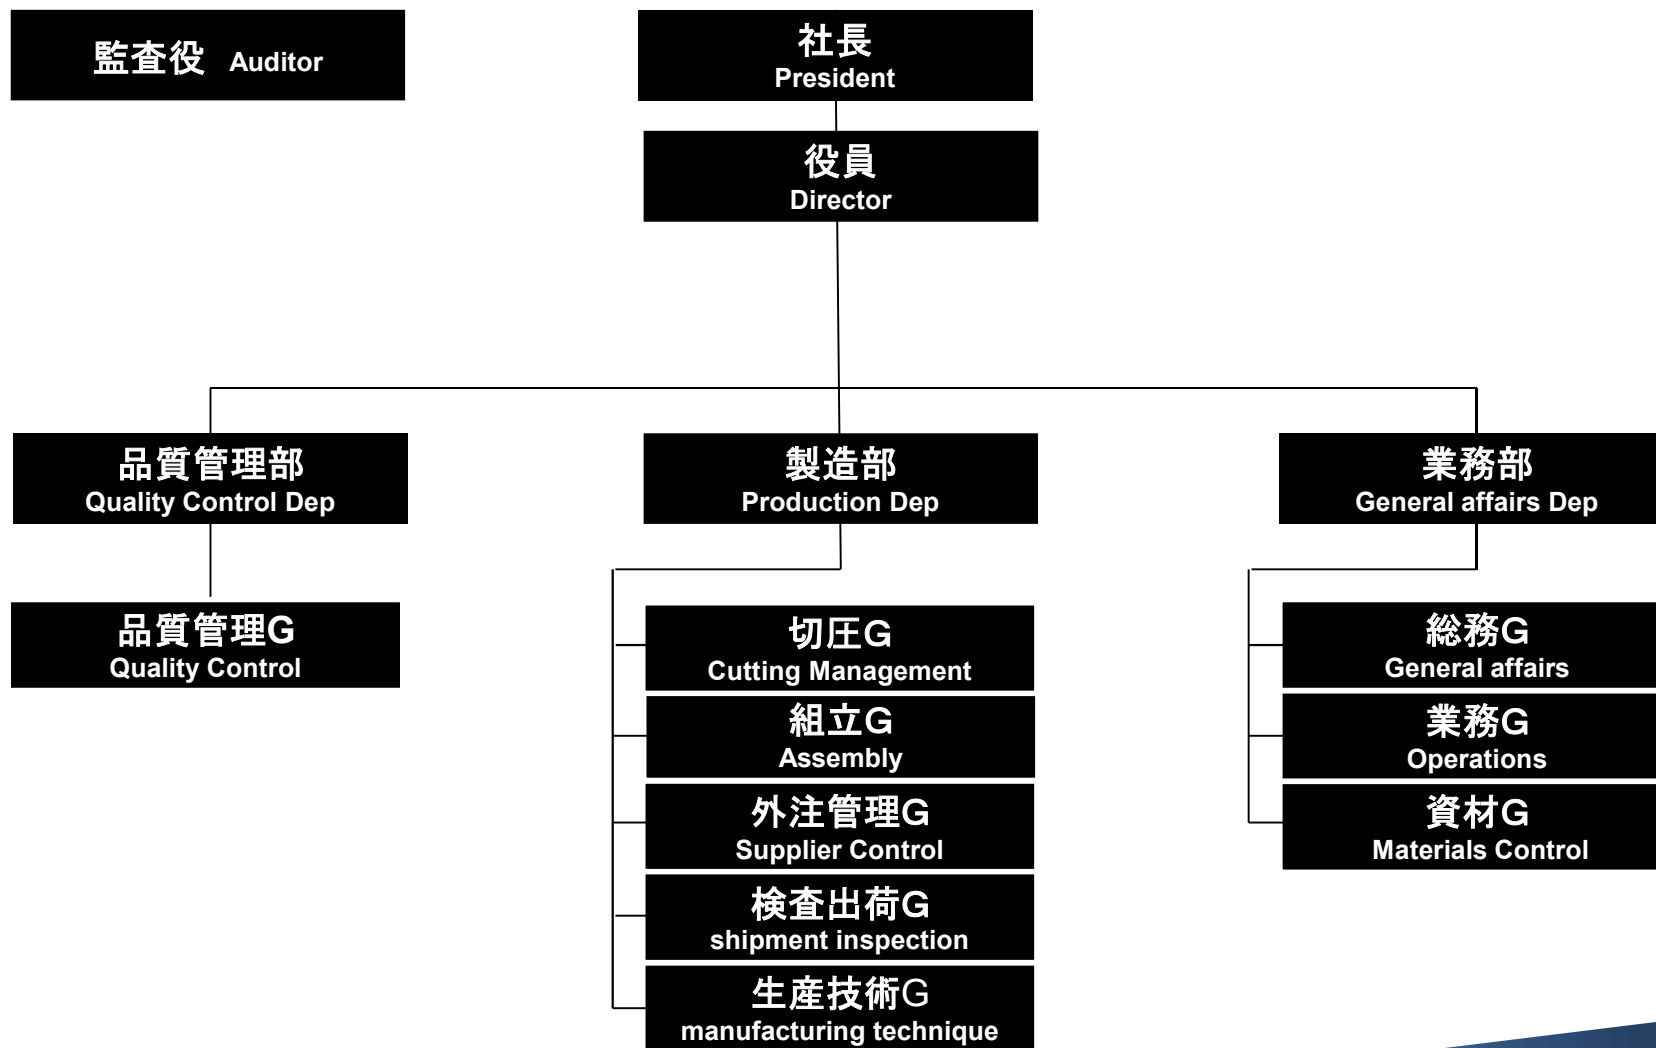 監査役 Auditor
社長
President
役員
Director
品質管理部
Quality Control Dep
製造部
Production Dep
業務部
General affairs Dep
品質管理G
Quality Control
切圧G
Cutting Management
組立G
Assembly
外注管理G
Supplier Control
検査出荷G
shipment inspection
生産技術G
manufacturing technique
総務G
General affairs
業務G
Operations
資材G
Materials Control